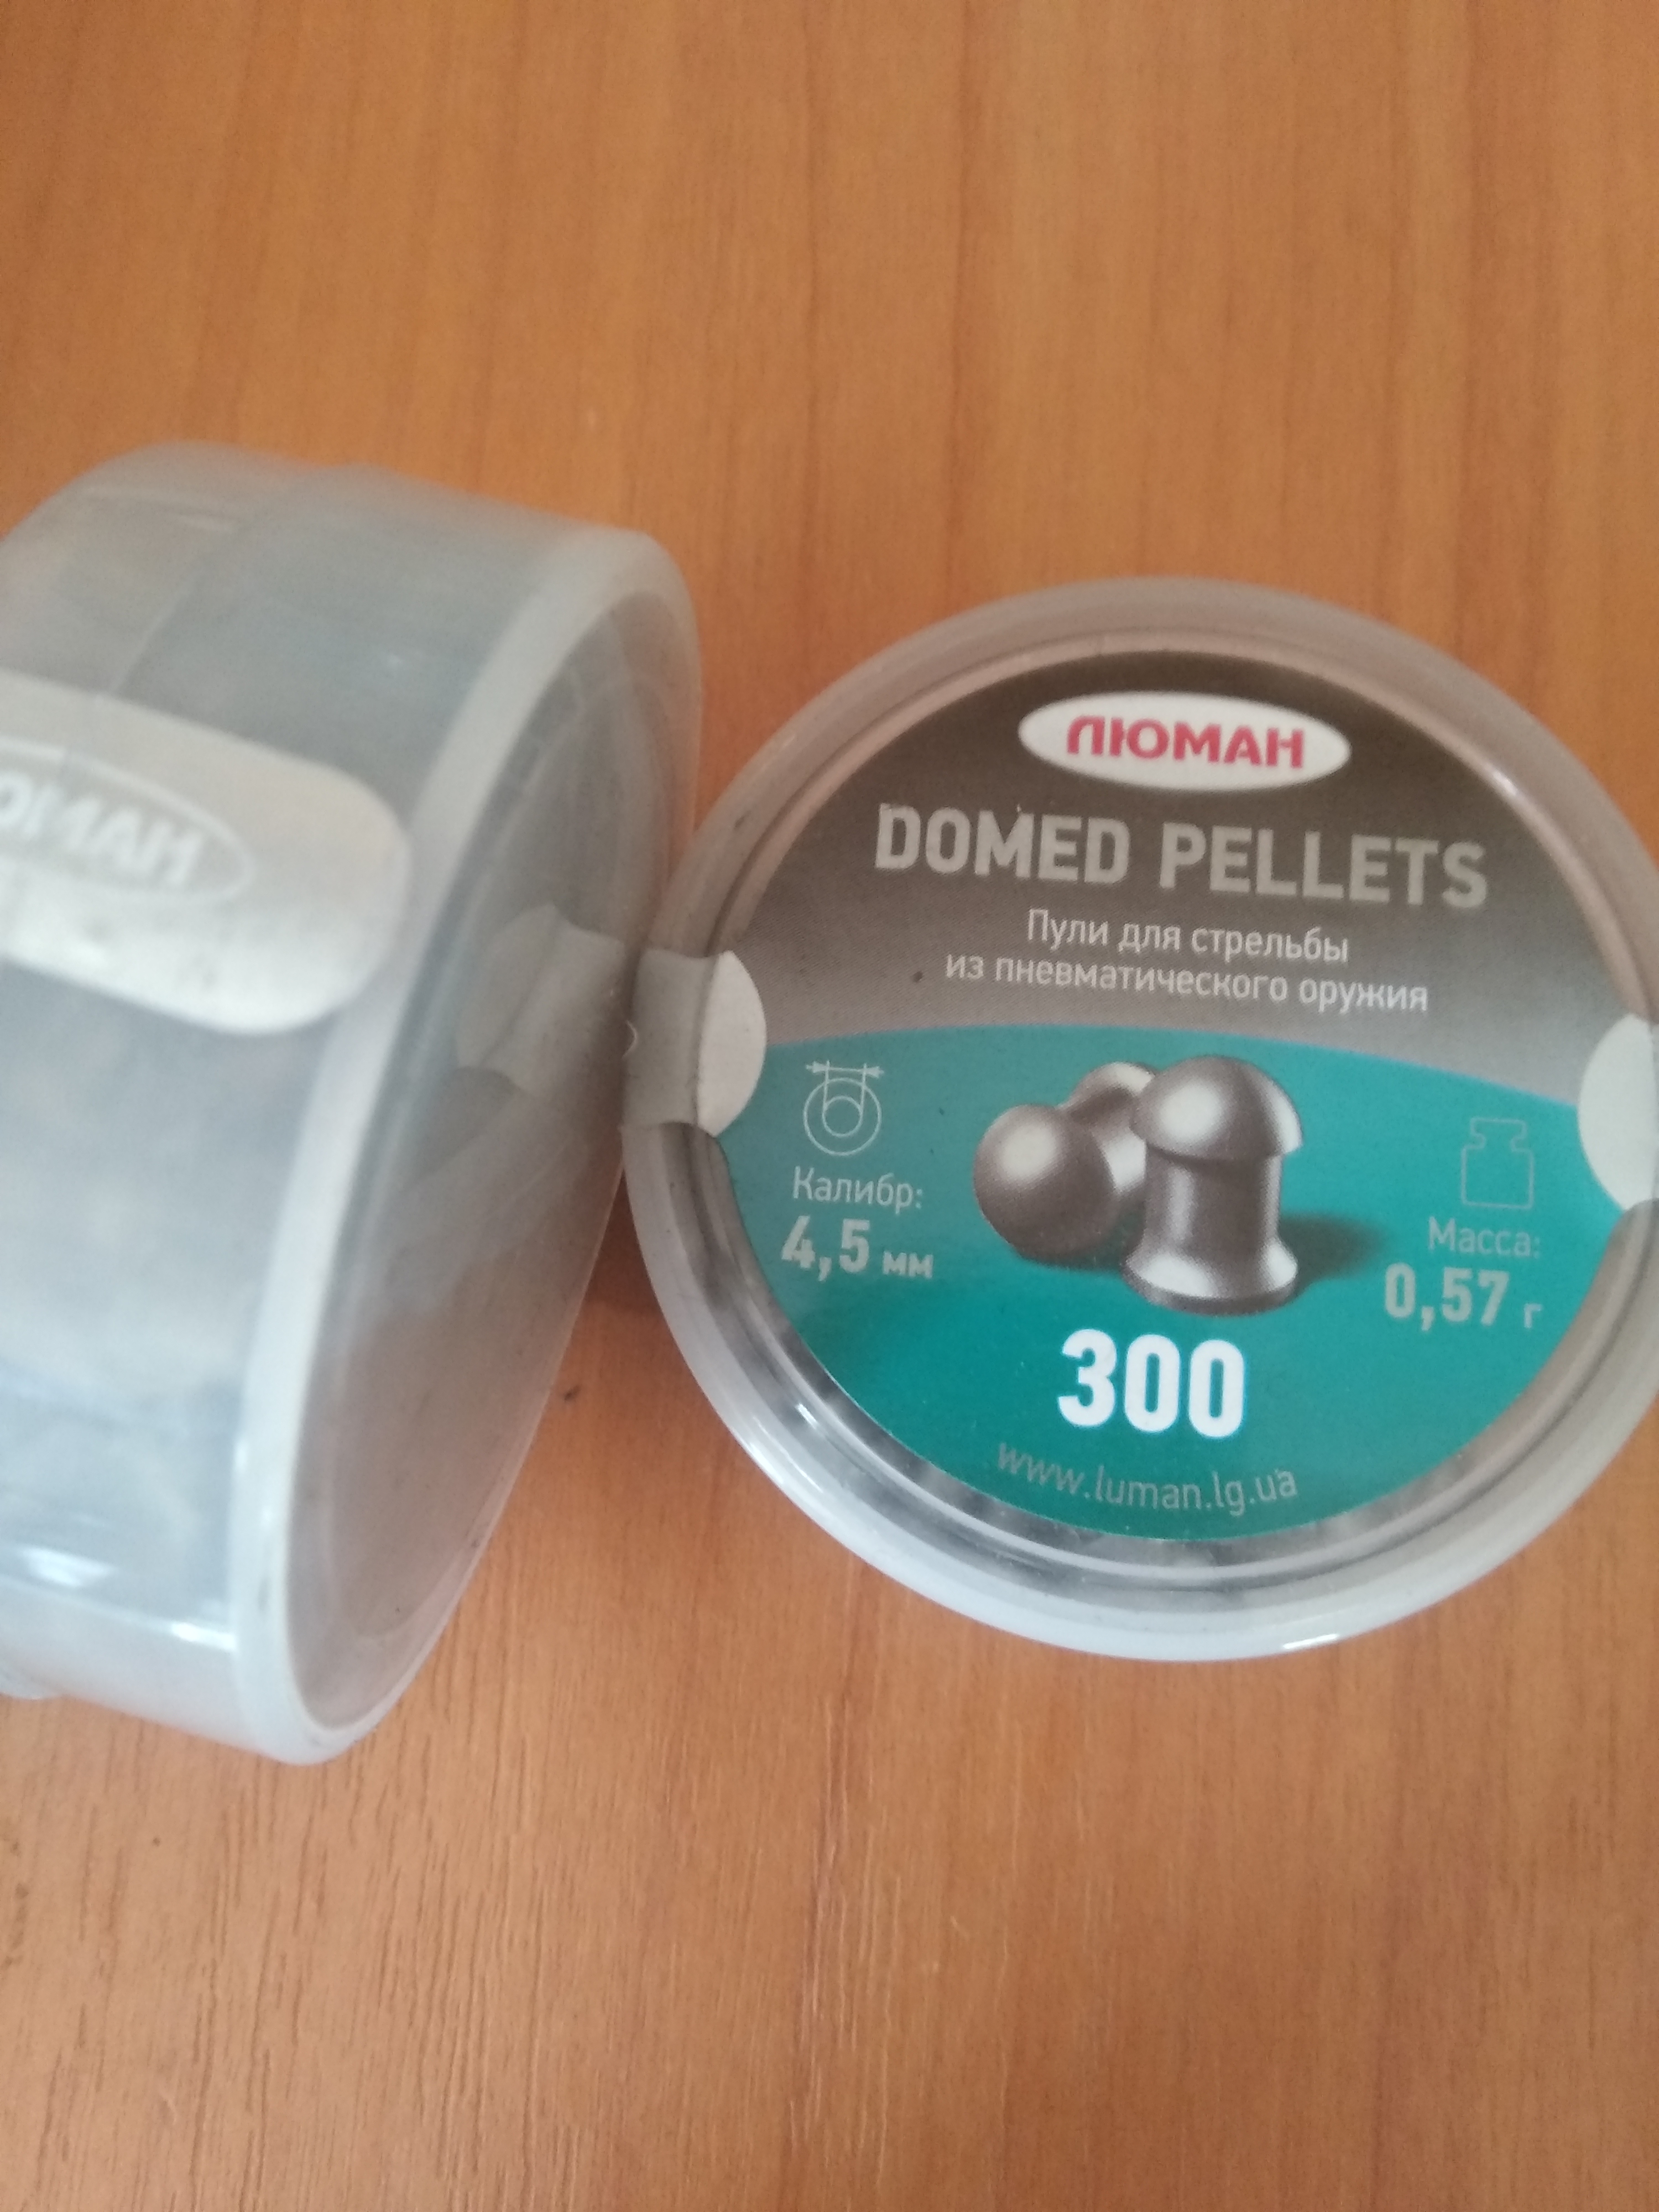 ЛЮМАН
DOMED PELLETS
Пули для стрельбы
из пневматического оружия
Калибр:
4,5 мм
Масса:
0,57 г
300
www.luman.lg.ua